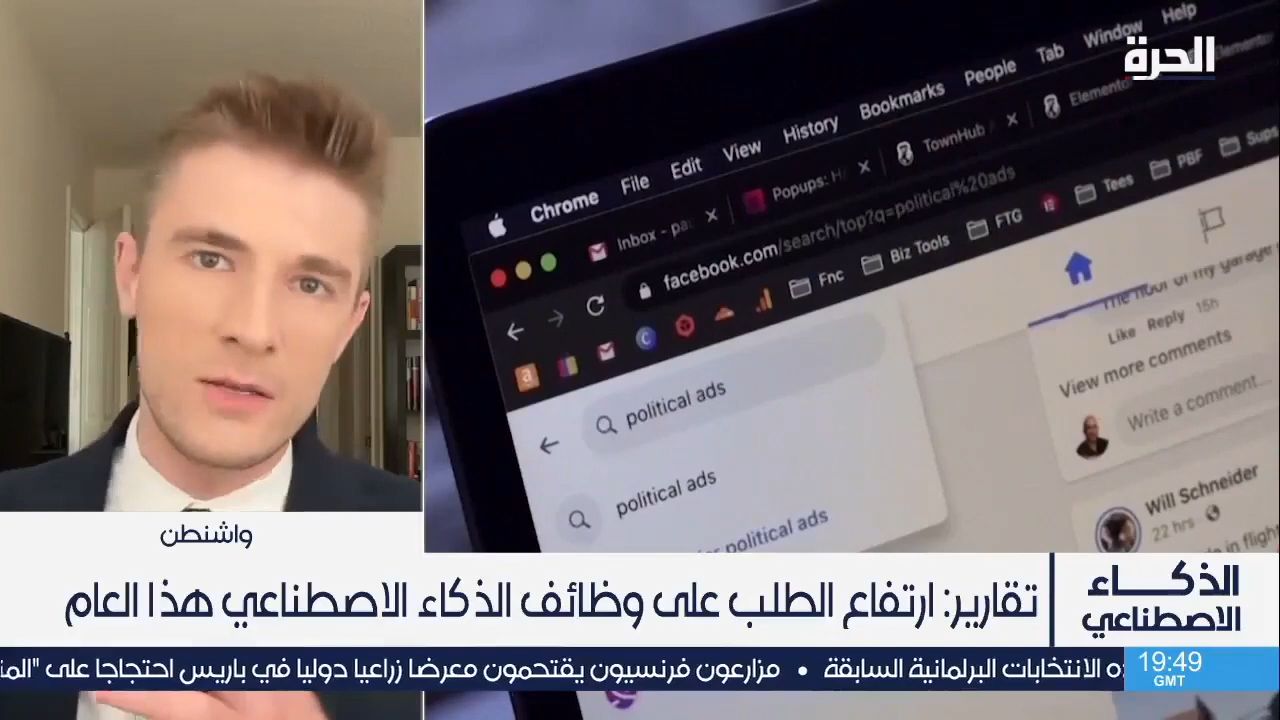 الحرة
Chrome File Edit View History Bookmarks People Tab Window Help
Inbox - pa
Popups: H
TownHub
Elemento
facebook.com/search/top?q=political%20ads
Fnc
Biz Tools
FTG
Tees
PBF
political ads
political ads
political ads
Like Reply 15h
View more comments
Write a comment...
Will Schneider
22 hrs
واشنطن
الذكاء
الاصطناعي
تقارير: ارتفاع الطلب على وظائف الذكاء الاصطناعي هذا العام
الانتخابات البرلمانية السابقة • مزارعون فرنسيون يقتحمون معرضا زراعيا دوليا في باريس احتجاجا على
19:49
GMT